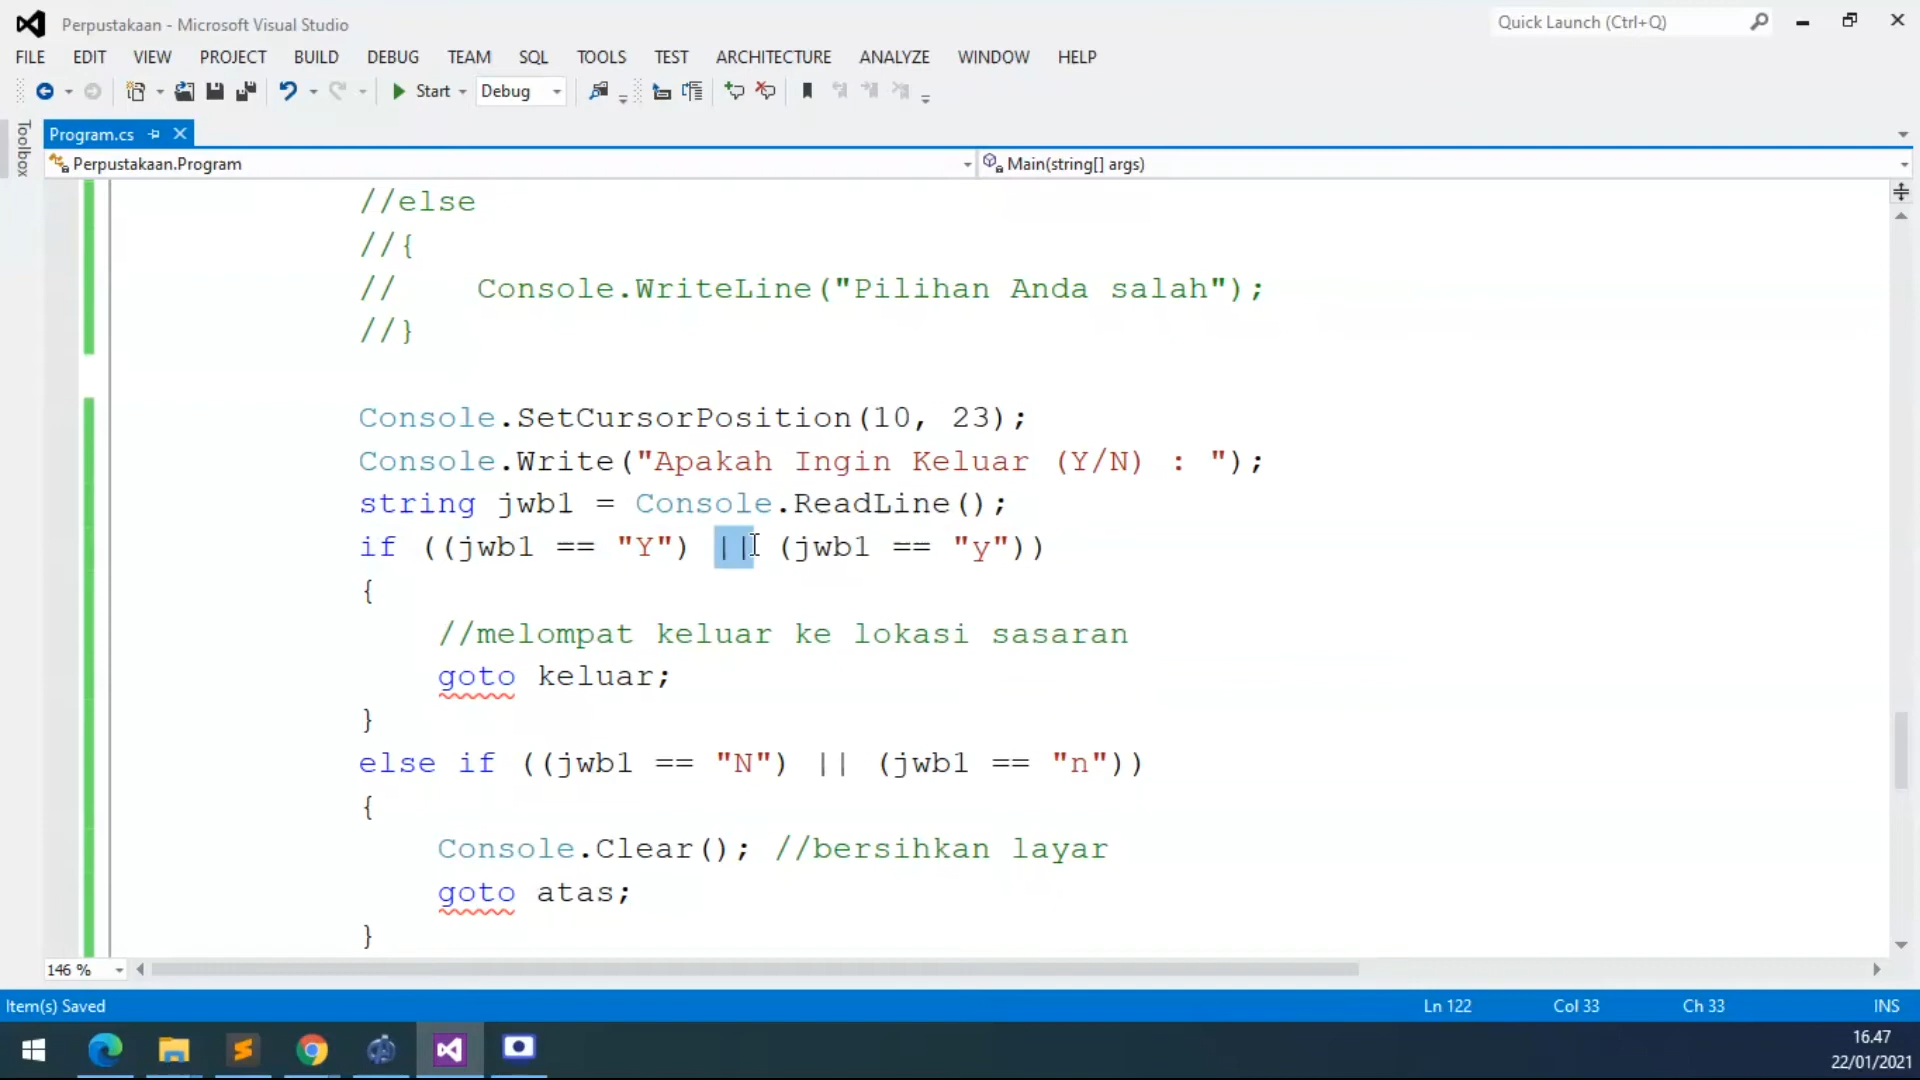 Perpustakaan - Microsoft Visual Studio
Quick Launch (Ctrl+Q)
FILE EDIT VIEW PROJECT BUILD DEBUG TEAM SQL TOOLS TEST ARCHITECTURE ANALYZE WINDOW HELP
Start Debug
Toolbox
Program.cs
Perpustakaan.Program Main(string[] args)
//else
//{
//    Console.WriteLine("Pilihan Anda salah");
//}
Console.SetCursorPosition(10, 23);
Console.Write("Apakah Ingin Keluar (Y/N) : ");
string jwb1 = Console.ReadLine();
if ((jwb1 == "Y") || (jwb1 == "y"))
{
//melompat keluar ke lokasi sasaran
goto keluar;
}
else if ((jwb1 == "N") || (jwb1 == "n"))
{
Console.Clear(); //bersihkan layar
goto atas;
}
146 %
Item(s) Saved Ln 122 Col 33 Ch 33 INS
16.47
22/01/2021